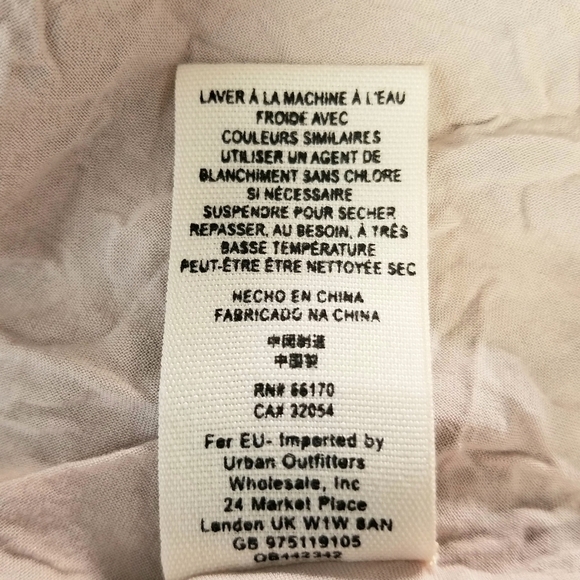 LAVER À LA MACHINE À L'EAU
FROIDE AVEC
COULEURS SIMILAIRES
UTILISER UN AGENT DE
BLANCHIMENT SANS CHLORE
SI NÉCESSAIRE
SUSPENDRE POUR SECHER
REPASSER, AU BESOIN, À TRÈS
BASSE TEMPÉRATURE
PEUT-ÊTRE ÊTRE NETTOYÉE SEC
HECHO EN CHINA
FABRICADO NA CHINA
中国制造
中國製
RN# 66170
CA# 32054
For EU- Imported by
Urban Outfitters
Wholesale, Inc
24 Market Place
London UK W1W 8AN
GB 975119105
OB442342